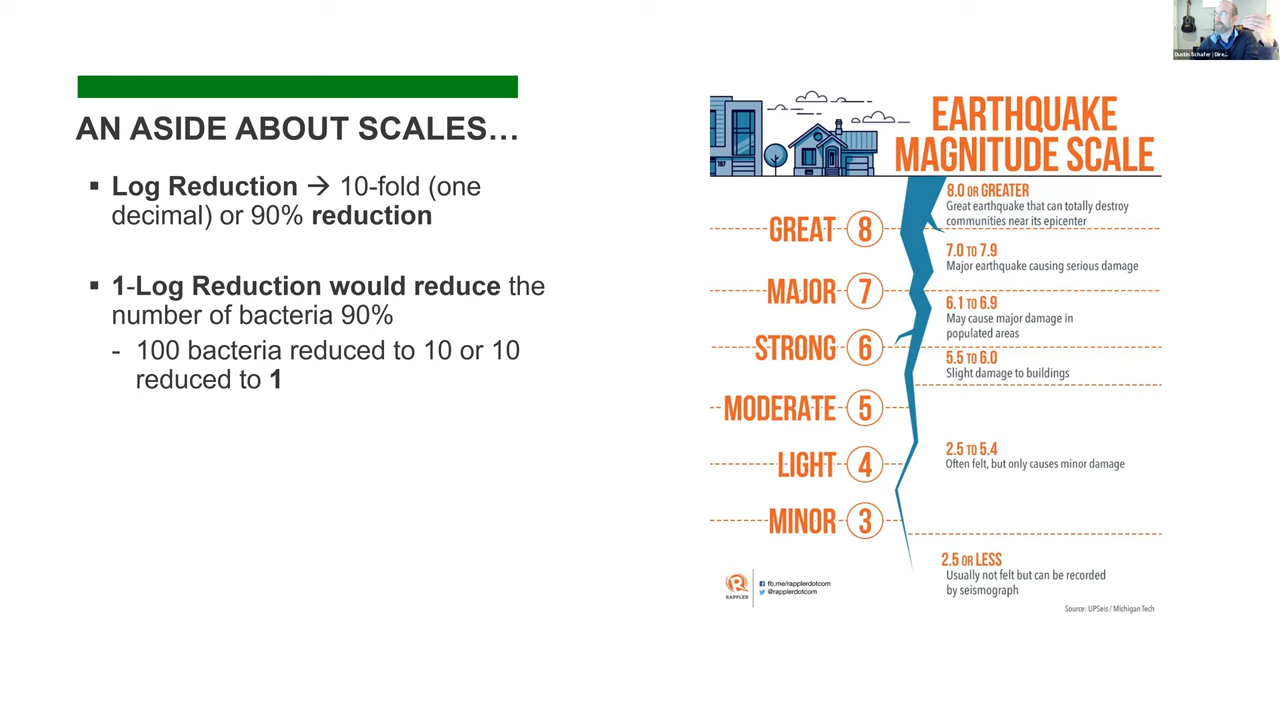 Dustin Schafer | Dire...
AN ASIDE ABOUT SCALES...
▪ Log Reduction → 10-fold (one
decimal) or 90% reduction
▪ 1-Log Reduction would reduce the
number of bacteria 90%
- 100 bacteria reduced to 10 or 10
reduced to 1
187
EARTHQUAKE
MAGNITUDE SCALE
GREAT 8
MAJOR 7
STRONG 6
MODERATE 5
LIGHT 4
MINOR 3
8.0 OR GREATER
Great earthquake that can totally destroy
communities near its epicenter
7.0 TO 7.9
Major earthquake causing serious damage
6.1 TO 6.9
May cause major damage in
populated areas
5.5 TO 6.0
Slight damage to buildings
2.5 TO 5.4
Often felt, but only causes minor damage
2.5 OR LESS
Usually not felt but can be recorded
by seismograph
RAPPLER
fb.me/rapplerdotcom
@rapplerdotcom
Source: UPSeis / Michigan Tech